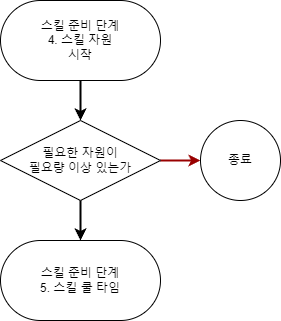 스킬 준비 단계
4. 스킬 자원
시작
필요한 자원이
필요량 이상 있는가
종료
스킬 준비 단계
5. 스킬 쿨 타임